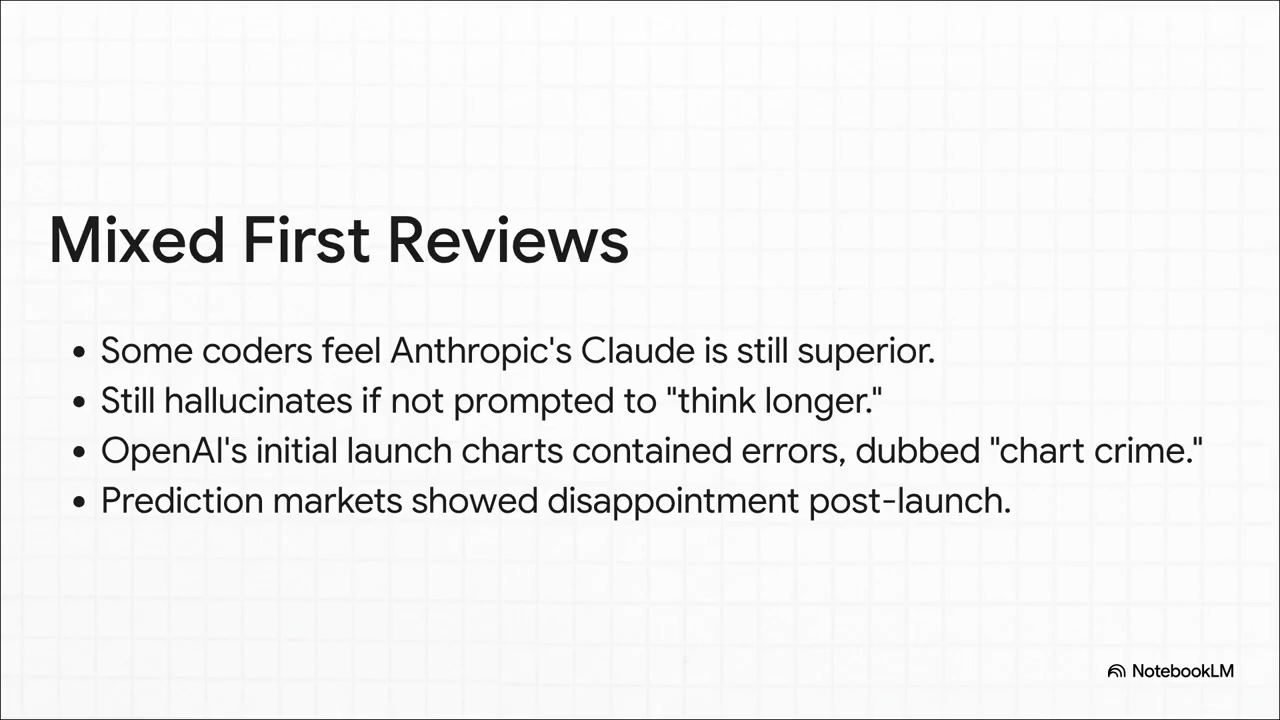 Mixed First Reviews
• Some coders feel Anthropic's Claude is still superior.
• Still hallucinates if not prompted to "think longer."
• OpenAI's initial launch charts contained errors, dubbed "chart crime."
• Prediction markets showed disappointment post-launch.
NotebookLM